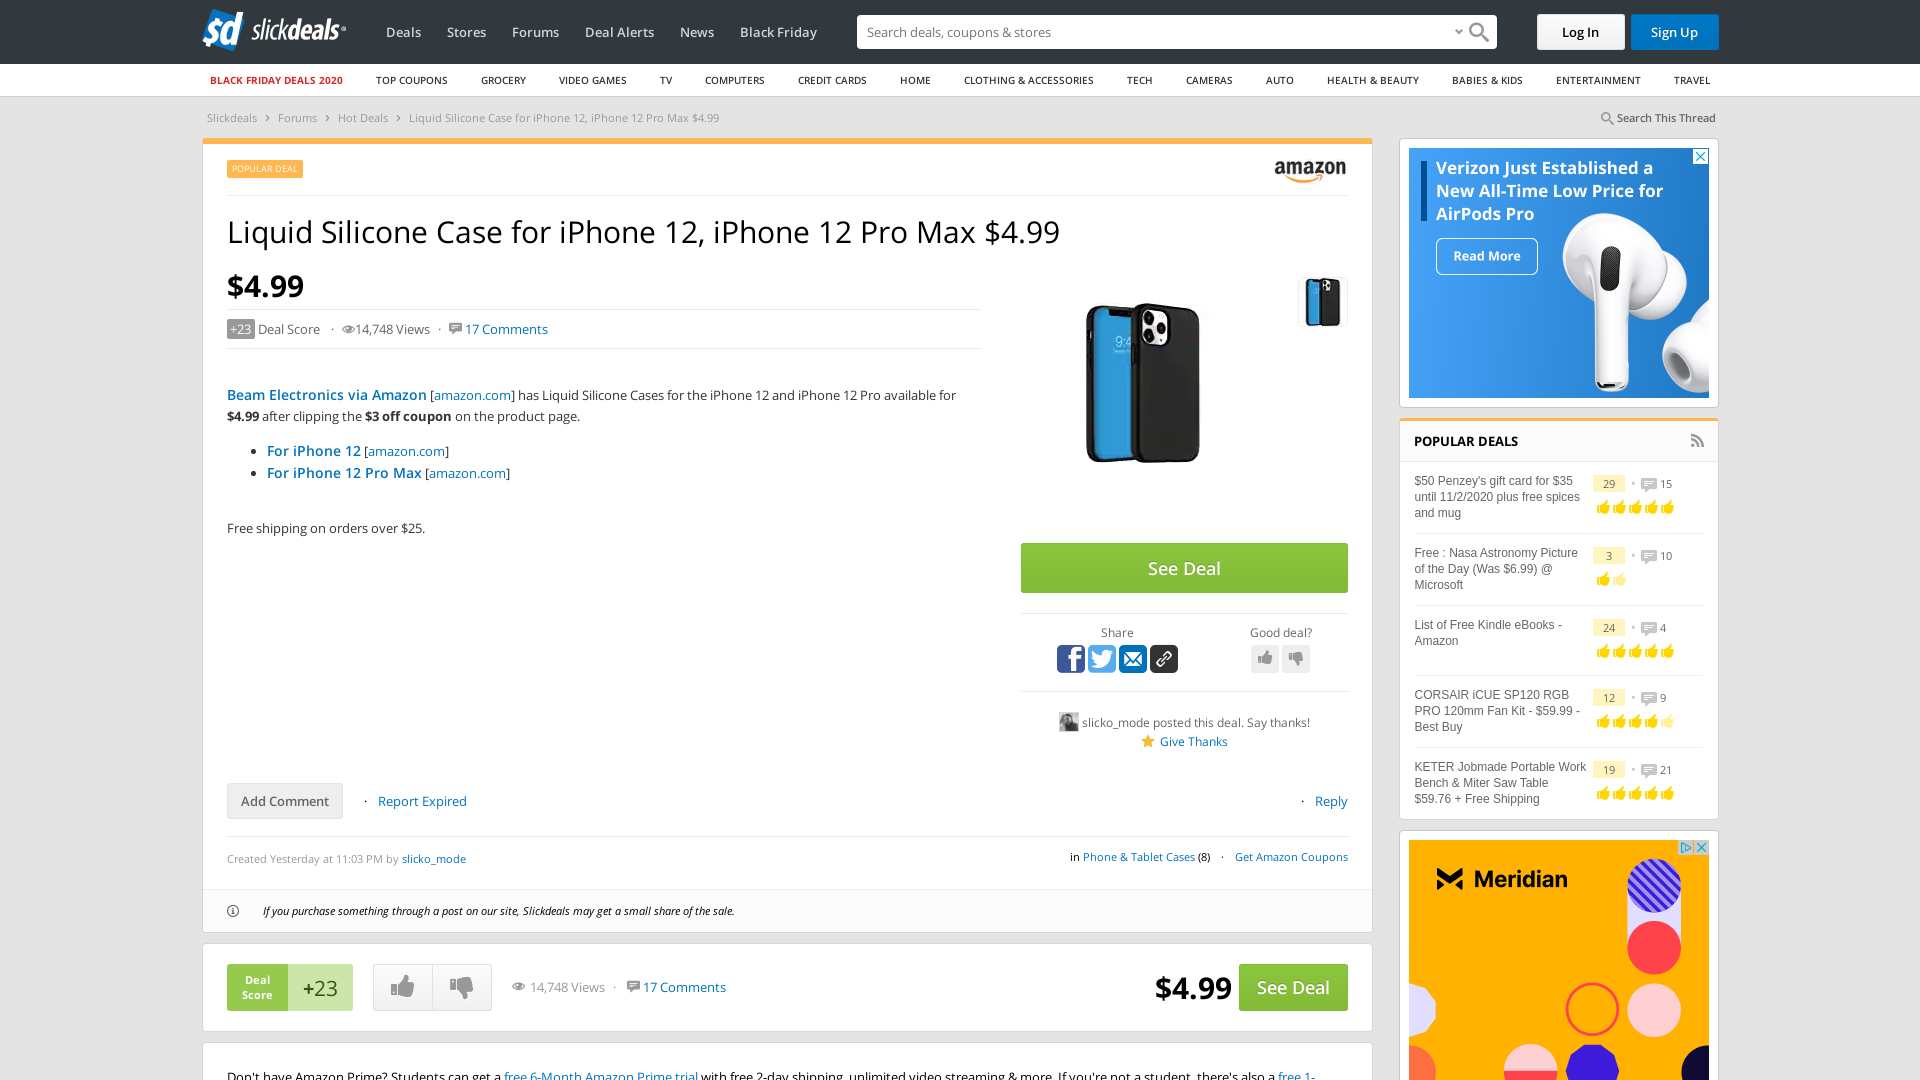 slickdeals
Deals
Stores
Forums
Deal Alerts
News
Black Friday
Search deals, coupons & stores
Log In
Sign Up
BLACK FRIDAY DEALS 2020
TOP COUPONS
GROCERY
VIDEO GAMES
TV
COMPUTERS
CREDIT CARDS
HOME
CLOTHING & ACCESSORIES
TECH
CAMERAS
AUTO
HEALTH & BEAUTY
BABIES & KIDS
ENTERTAINMENT
TRAVEL
Slickdeals › Forums › Hot Deals › Liquid Silicone Case for iPhone 12, iPhone 12 Pro Max $4.99
Search This Thread
POPULAR DEAL
amazon
Liquid Silicone Case for iPhone 12, iPhone 12 Pro Max $4.99
$4.99
+23 Deal Score · 14,748 Views · 17 Comments
Beam Electronics via Amazon [amazon.com] has Liquid Silicone Cases for the iPhone 12 and iPhone 12 Pro available for
$4.99 after clipping the $3 off coupon on the product page.
• For iPhone 12 [amazon.com]
• For iPhone 12 Pro Max [amazon.com]
Free shipping on orders over $25.
See Deal
Share
Good deal?
slicko_mode posted this deal. Say thanks!
Give Thanks
Add Comment · Report Expired
· Reply
Created Yesterday at 11:03 PM by slicko_mode
in Phone & Tablet Cases (8) · Get Amazon Coupons
If you purchase something through a post on our site, Slickdeals may get a small share of the sale.
Deal
Score
+23
14,748 Views · 17 Comments
$4.99
See Deal
Don't have Amazon Prime? Students can get a free 6-Month Amazon Prime trial with free 2-day shipping, unlimited video streaming & more. If you're not a student, there's also a free 1-
Verizon Just Established a
New All-Time Low Price for
AirPods Pro
Read More
POPULAR DEALS
$50 Penzey's gift card for $35
until 11/2/2020 plus free spices
and mug
29 · 15
Free : Nasa Astronomy Picture
of the Day (Was $6.99) @
Microsoft
3 · 10
List of Free Kindle eBooks -
Amazon
24 · 4
CORSAIR iCUE SP120 RGB
PRO 120mm Fan Kit - $59.99 -
Best Buy
12 · 9
KETER Jobmade Portable Work
Bench & Miter Saw Table
$59.76 + Free Shipping
19 · 21
Meridian